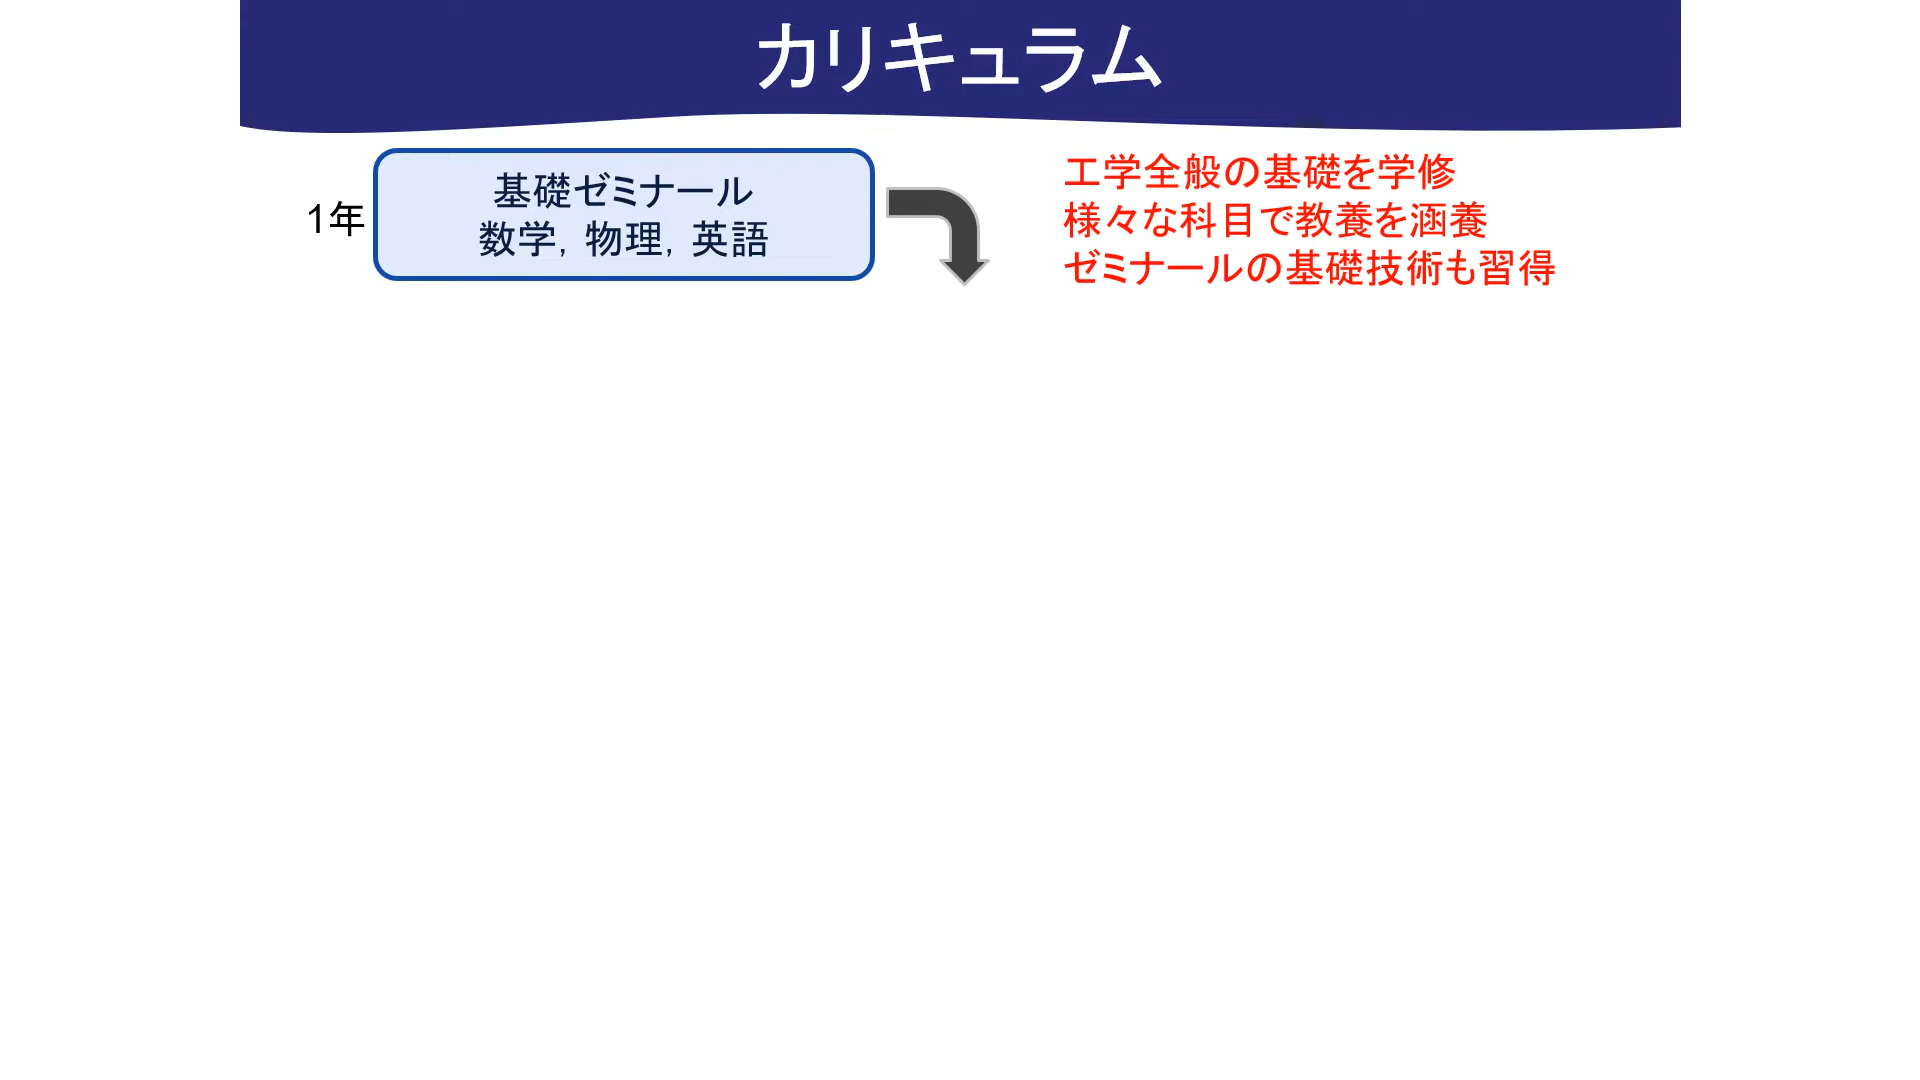 カリキュラム
1年
基礎ゼミナール
数学, 物理, 英語
工学全般の基礎を学修
様々な科目で教養を涵養
ゼミナールの基礎技術も習得